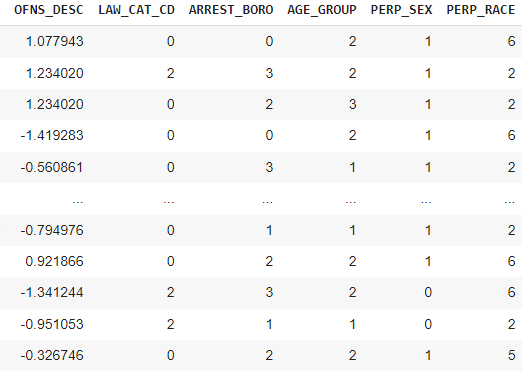 OFNS_DESC LAW_CAT_CD ARREST_BORO AGE_GROUP PERP_SEX PERP_RACE
1.077943 0 0 2 1 6
1.234020 2 3 2 1 2
1.234020 0 2 3 1 2
-1.419283 0 0 2 1 6
-0.560861 0 3 1 1 2
... ... ... ... ... ...
-0.794976 0 1 1 1 2
0.921866 0 2 2 1 6
-1.341244 2 3 2 0 6
-0.951053 2 1 1 0 2
-0.326746 0 2 2 1 5